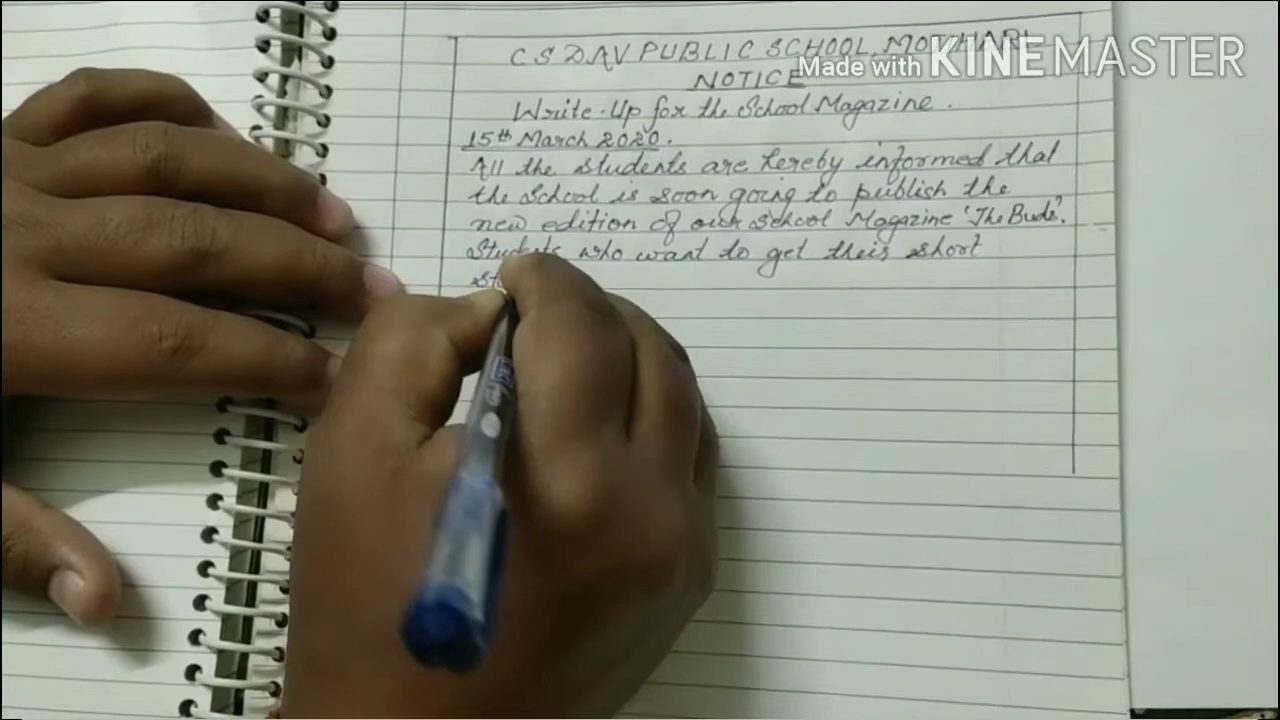 CS DAV PUBLIC SCHOOL, MOTIHARI
Made with KINEMASTER
NOTICE
Write-Up for the School Magazine.
15th March 2020.
All the students are hereby informed that
the School is soon going to publish the
new edition of our School Magazine 'The Buds'.
Students who want to get their short